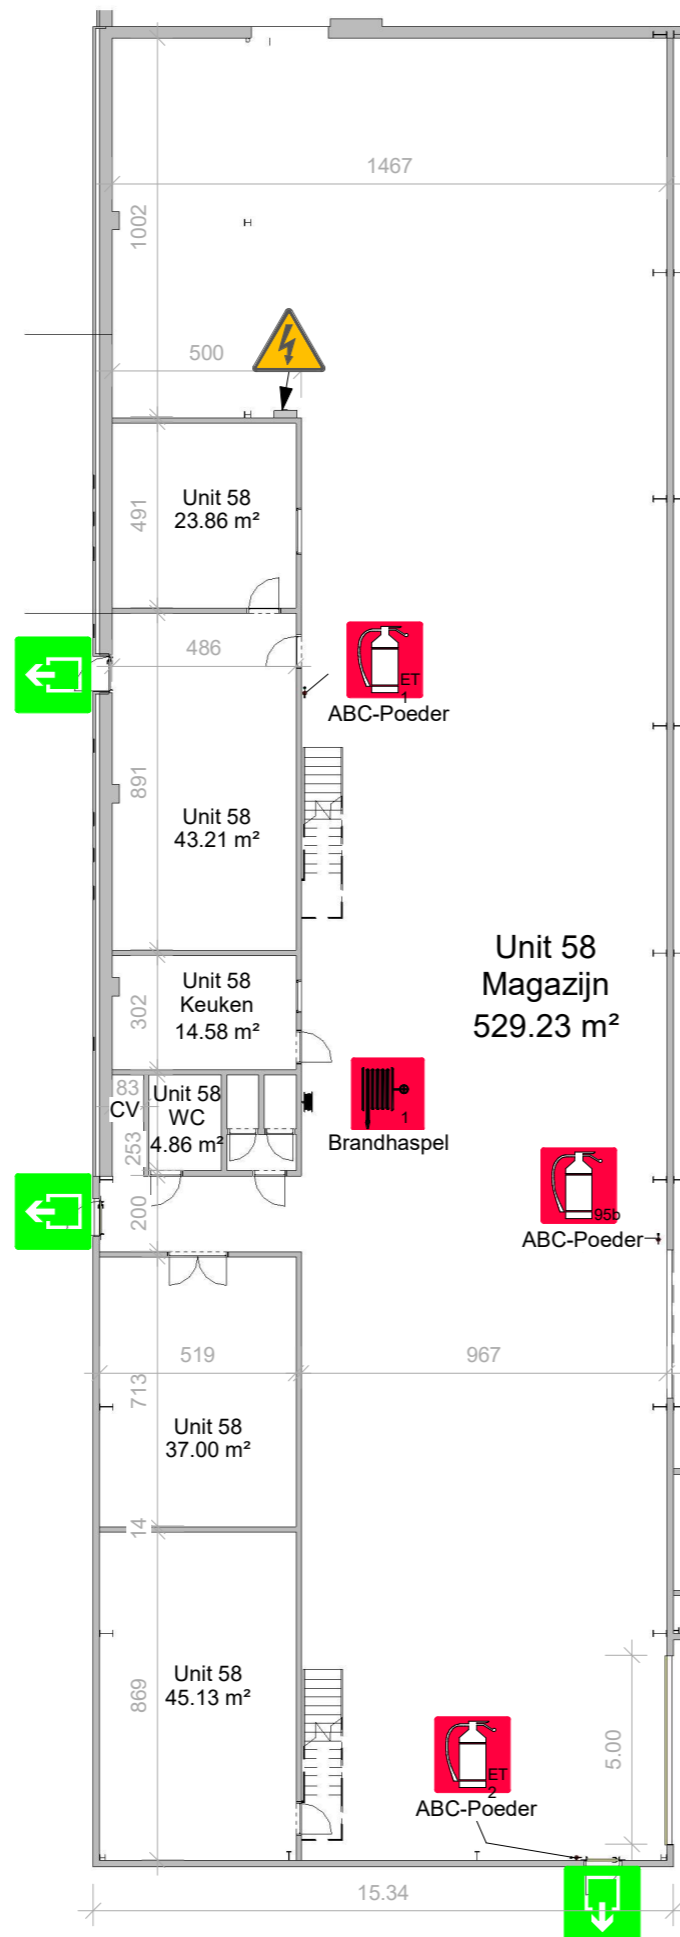 1467
1002
500
Unit 58
23.86 m²
491
486
ET
1
ABC-Poeder
891
Unit 58
43.21 m²
Unit 58
Magazijn
529.23 m²
Unit 58
Keuken
14.58 m²
302
83
CV
Unit 58
WC
4.86 m²
253
1
Brandhaspel
200
95b
ABC-Poeder
519
967
713
Unit 58
37.00 m²
14
Unit 58
45.13 m²
869
5.00
ET
2
ABC-Poeder
15.34